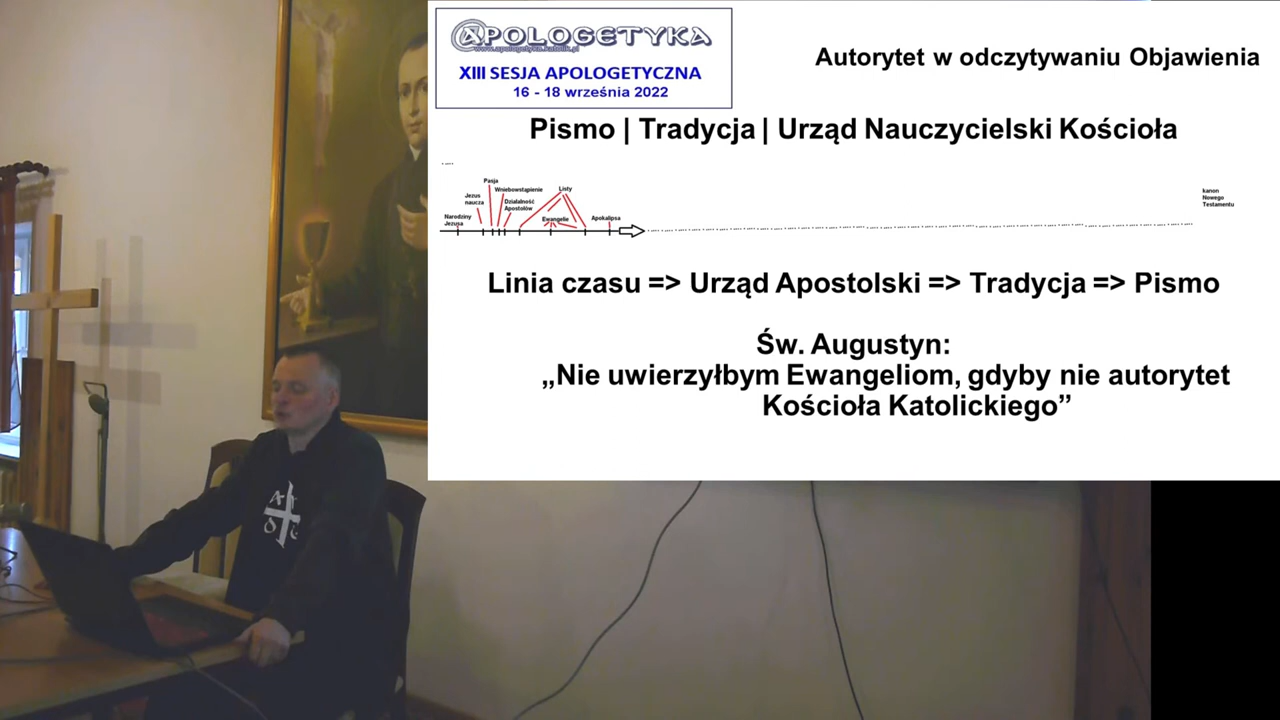 @POLOGETYKA
www.apologetyka.katolik.pl
XIII SESJA APOLOGETYCZNA
16 - 18 września 2022
Autorytet w odczytywaniu Objawienia
Pismo | Tradycja | Urząd Nauczycielski Kościoła
Narodziny
Jezusa
Jezus
naucza
Pasja
Wniebowstąpienie
Działalność
Apostołów
Listy
Ewangelie
Apokalipsa
kanon
Nowego
Testamentu
Linia czasu => Urząd Apostolski => Tradycja => Pismo
Św. Augustyn:
„Nie uwierzyłbym Ewangeliom, gdyby nie autorytet
Kościoła Katolickiego”